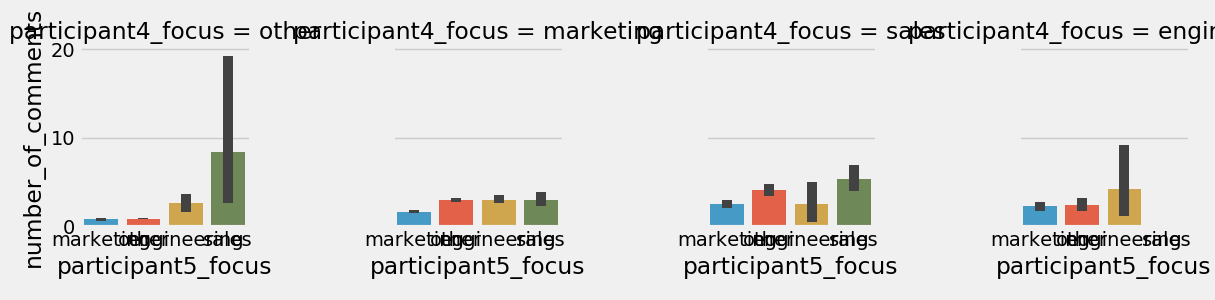 participant4_focus = other
participant4_focus = marketing
participant4_focus = sales
participant4_focus = engin
number_of_comments
20
10
0
marketing other engineering sales
marketing other engineering sales
marketing other engineering sales
marketing other engineering sales
participant5_focus
participant5_focus
participant5_focus
participant5_focus